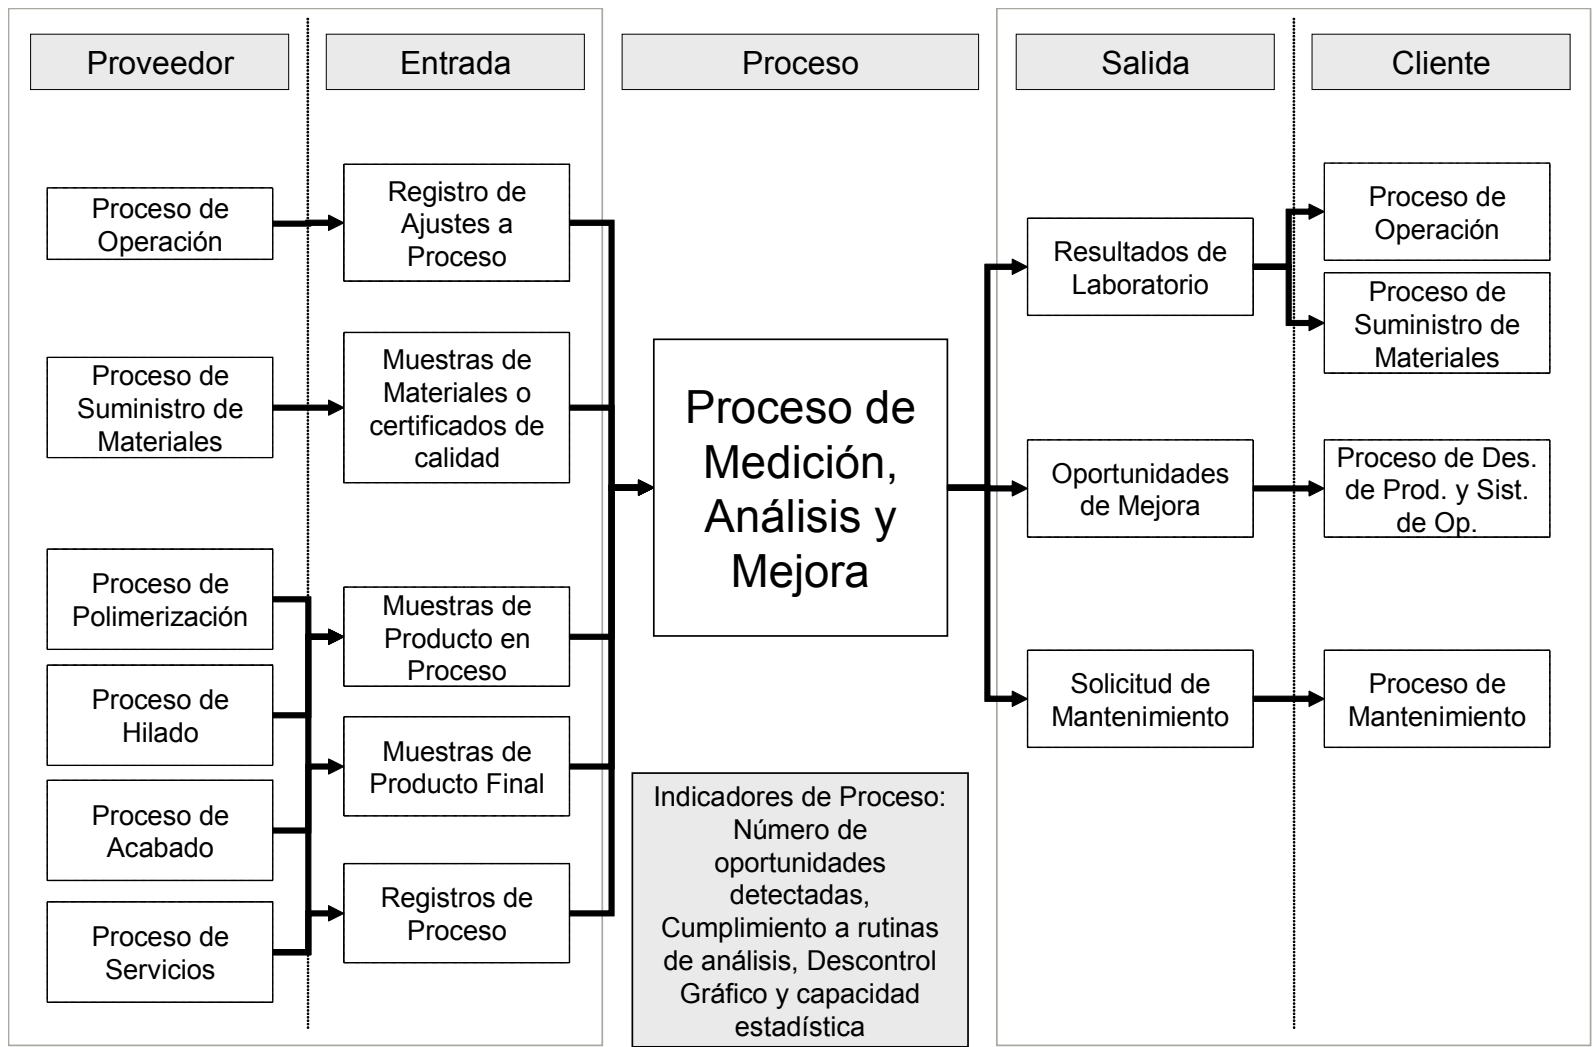 Proveedor
Entrada
Proceso
Salida
Cliente
Proceso de
Operación
Proceso de
Suministro de
Materiales
Proceso de
Polimerización
Proceso de
Hilado
Proceso de
Acabado
Proceso de
Servicios
Registro de
Ajustes a
Proceso
Muestras de
Materiales o
certificados de
calidad
Muestras de
Producto en
Proceso
Muestras de
Producto Final
Registros de
Proceso
Proceso de
Medición,
Análisis y
Mejora
Indicadores de Proceso:
Número de
oportunidades
detectadas,
Cumplimiento a rutinas
de análisis, Descontrol
Gráfico y capacidad
estadística
Resultados de
Laboratorio
Oportunidades
de Mejora
Solicitud de
Mantenimiento
Proceso de
Operación
Proceso de
Suministro de
Materiales
Proceso de Des.
de Prod. y Sist.
de Op.
Proceso de
Mantenimiento